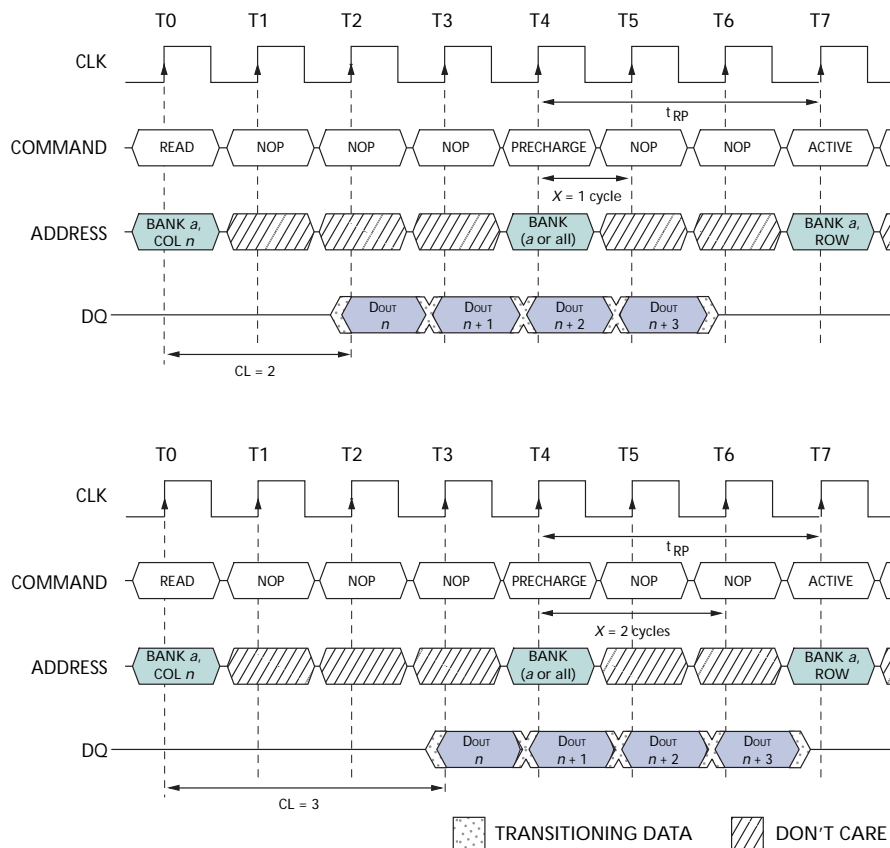 T0 T1 T2 T3 T4 T5 T6 T7
CLK
tRP
COMMAND READ NOP NOP NOP PRECHARGE NOP NOP ACTIVE
X = 1 cycle
ADDRESS BANK a, COL n BANK (a or all) BANK a, ROW
DQ DOUT n DOUT n + 1 DOUT n + 2 DOUT n + 3
CL = 2
T0 T1 T2 T3 T4 T5 T6 T7
CLK
tRP
COMMAND READ NOP NOP NOP PRECHARGE NOP NOP ACTIVE
X = 2 cycles
ADDRESS BANK a, COL n BANK (a or all) BANK a, ROW
DQ DOUT n DOUT n + 1 DOUT n + 2 DOUT n + 3
CL = 3
TRANSITIONING DATA DON'T CARE